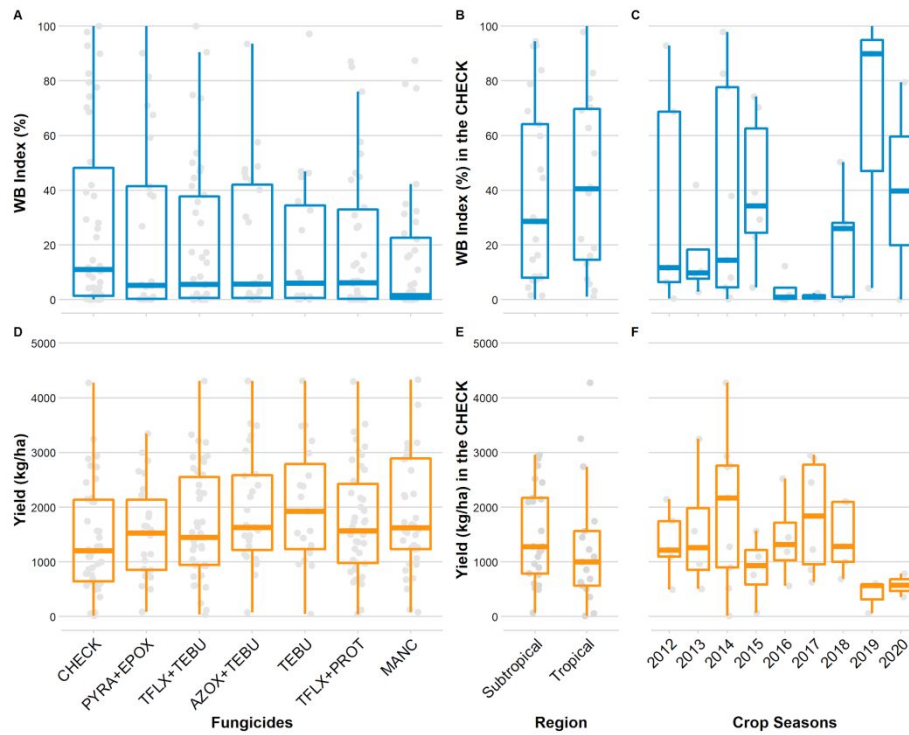 A
B
C
WB Index (%)
100
80
60
40
20
0
WB Index (%) in the CHECK
D
E
F
Yield (kg/ha)
5000
4000
3000
2000
1000
0
Yield (kg/ha) in the CHECK
CHECK
PYRA+EPOX
TFLX+TEBU
AZOX+TEBU
TEBU
TFLX+PROT
MANC
Subtropical
Tropical
2012
2013
2014
2015
2016
2017
2018
2019
2020
Fungicides
Region
Crop Seasons